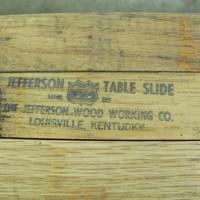 JEFFERSON TABLE SLIDE
THE JEFFERSON WOOD WORKING CO.
LOUISVILLE, KENTUCKY